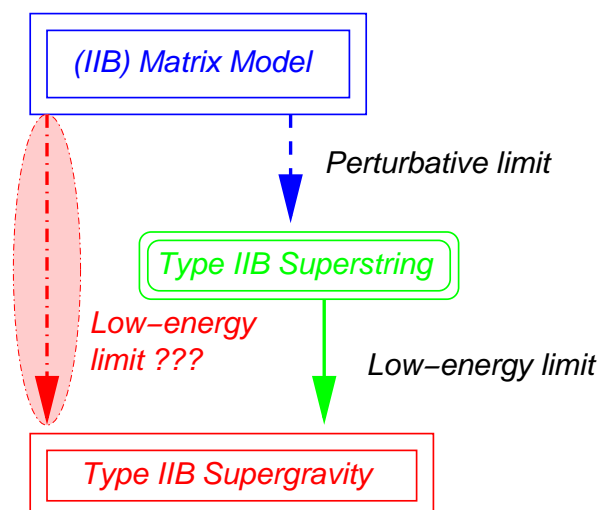 (IIB) Matrix Model
Perturbative limit
Type IIB Superstring
Low−energy
limit ???
Low−energy limit
Type IIB Supergravity